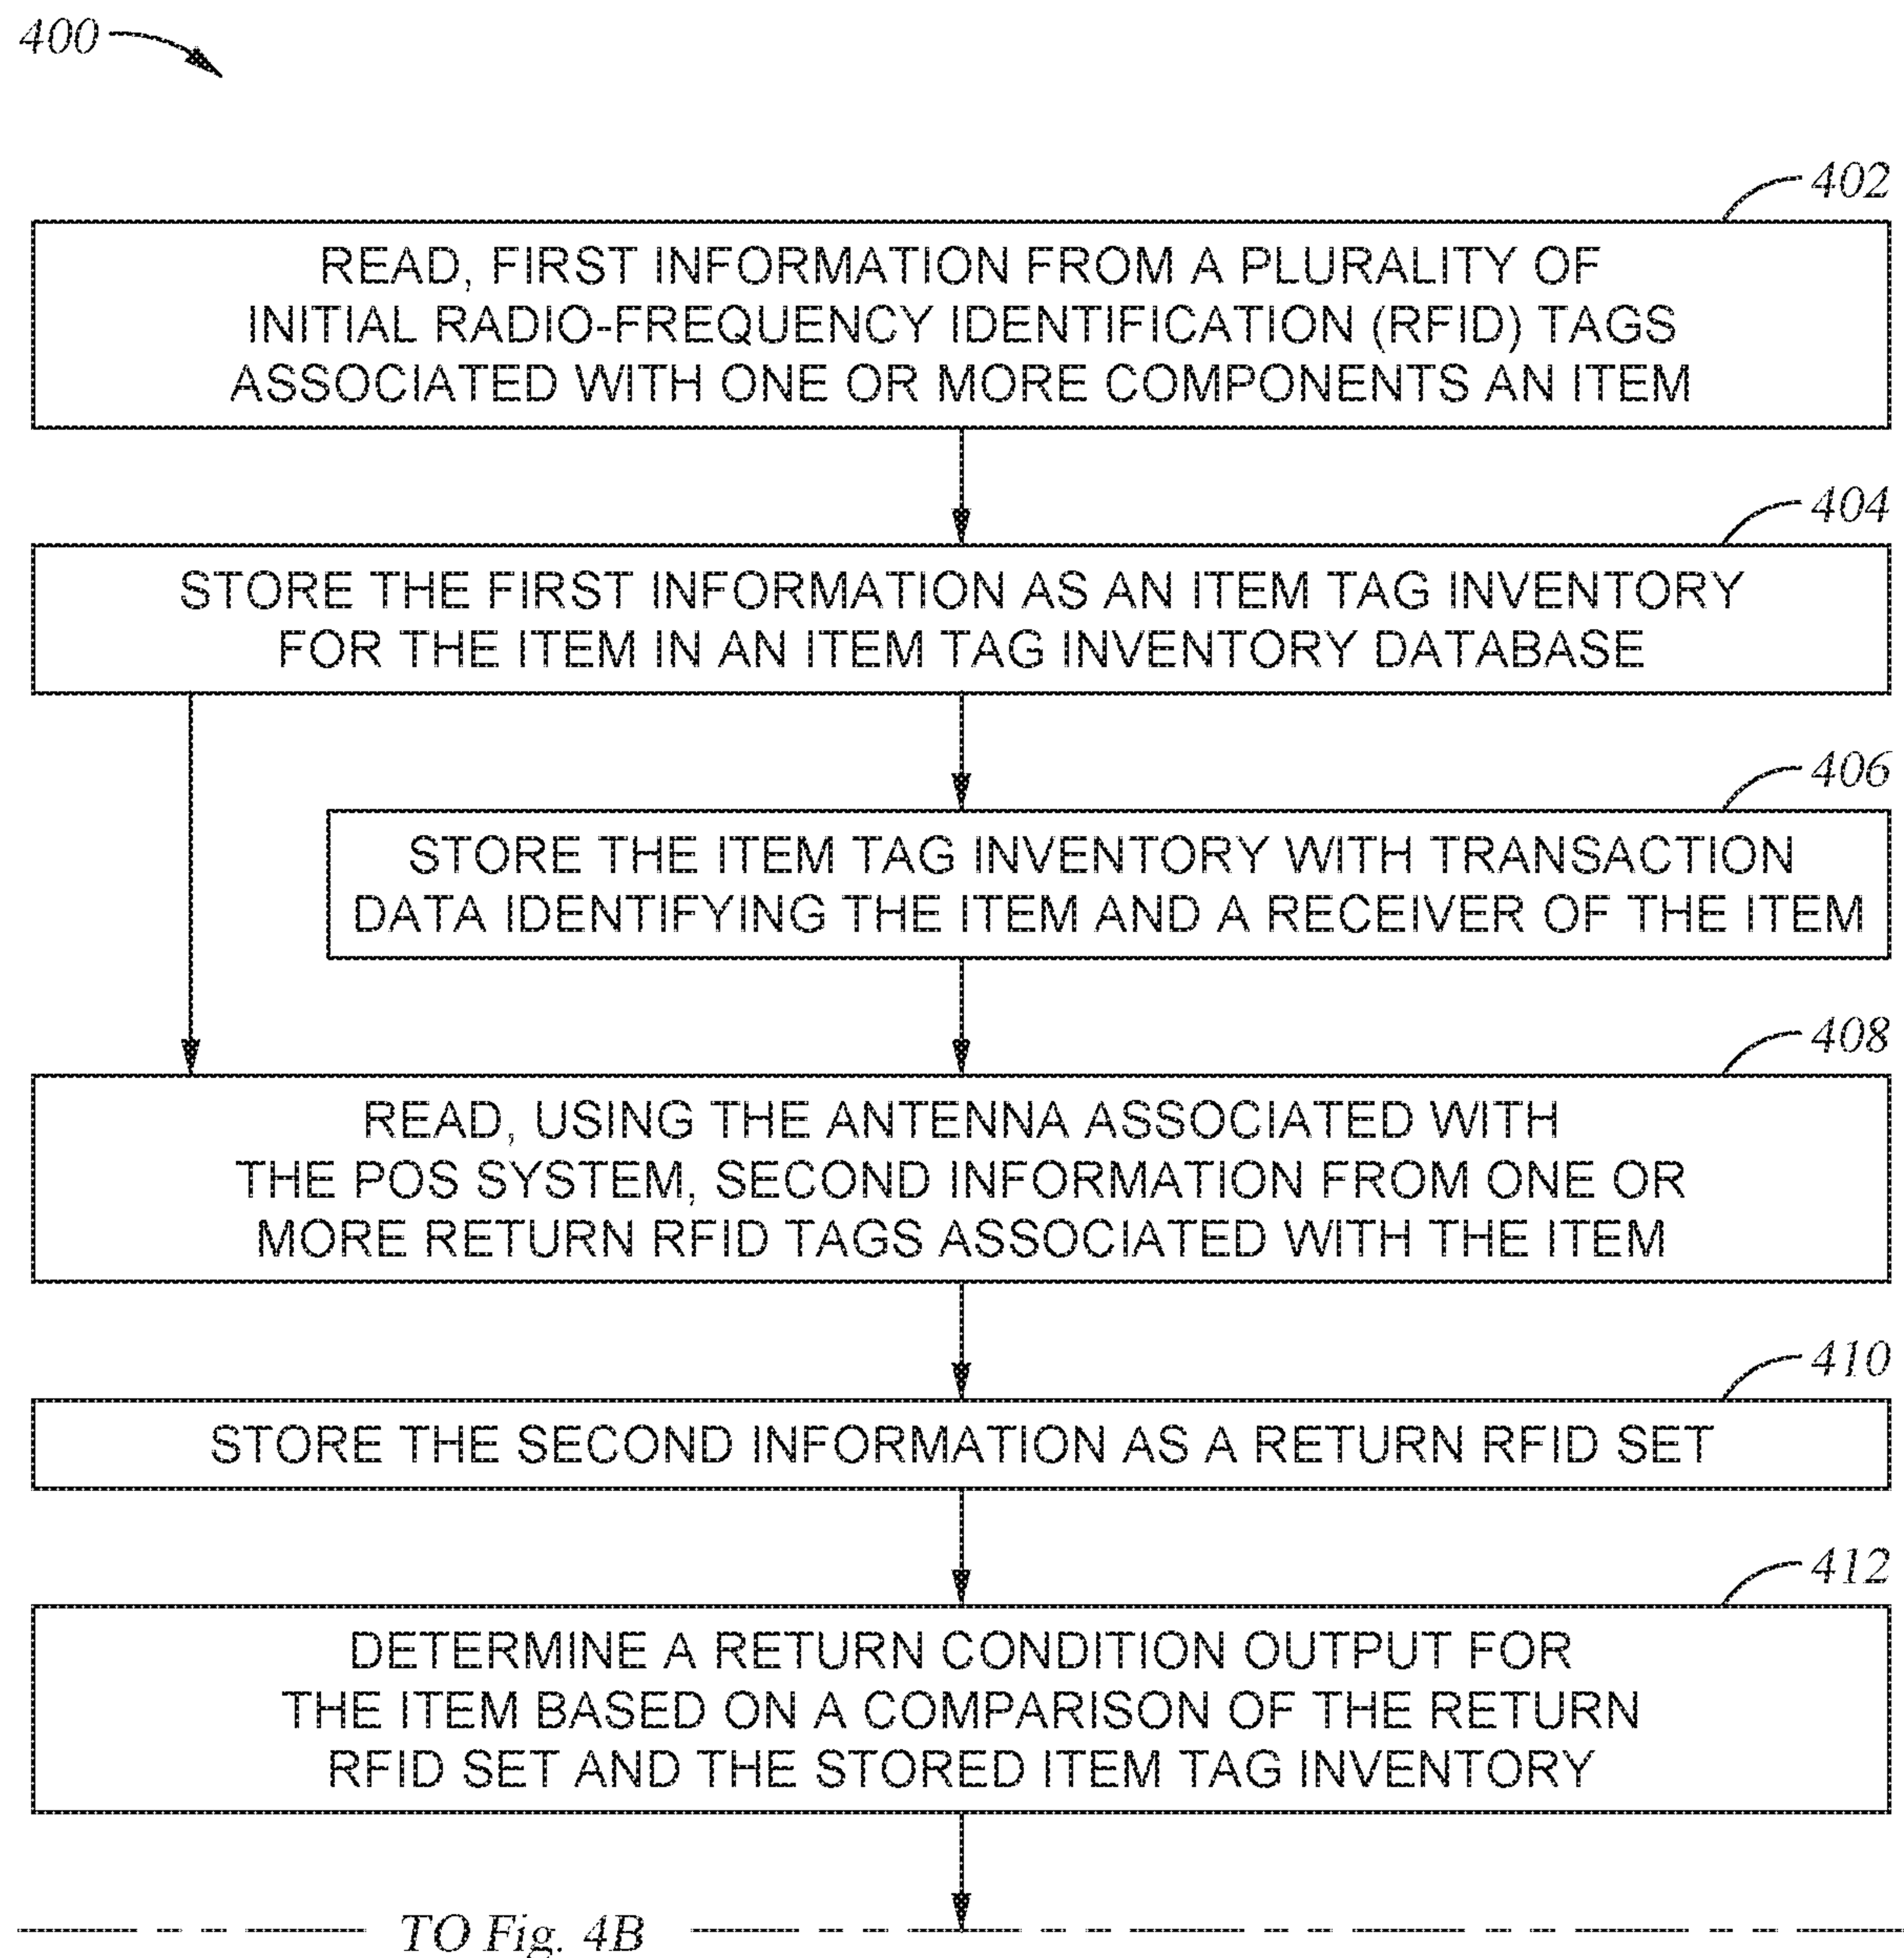 400
402
READ, FIRST INFORMATION FROM A PLURALITY OF
INITIAL RADIO-FREQUENCY IDENTIFICATION (RFID) TAGS
ASSOCIATED WITH ONE OR MORE COMPONENTS AN ITEM
404
STORE THE FIRST INFORMATION AS AN ITEM TAG INVENTORY
FOR THE ITEM IN AN ITEM TAG INVENTORY DATABASE
406
STORE THE ITEM TAG INVENTORY WITH TRANSACTION
DATA IDENTIFYING THE ITEM AND A RECEIVER OF THE ITEM
408
READ, USING THE ANTENNA ASSOCIATED WITH
THE POS SYSTEM, SECOND INFORMATION FROM ONE OR
MORE RETURN RFID TAGS ASSOCIATED WITH THE ITEM
410
STORE THE SECOND INFORMATION AS A RETURN RFID SET
412
DETERMINE A RETURN CONDITION OUTPUT FOR
THE ITEM BASED ON A COMPARISON OF THE RETURN
RFID SET AND THE STORED ITEM TAG INVENTORY
TO Fig. 4B